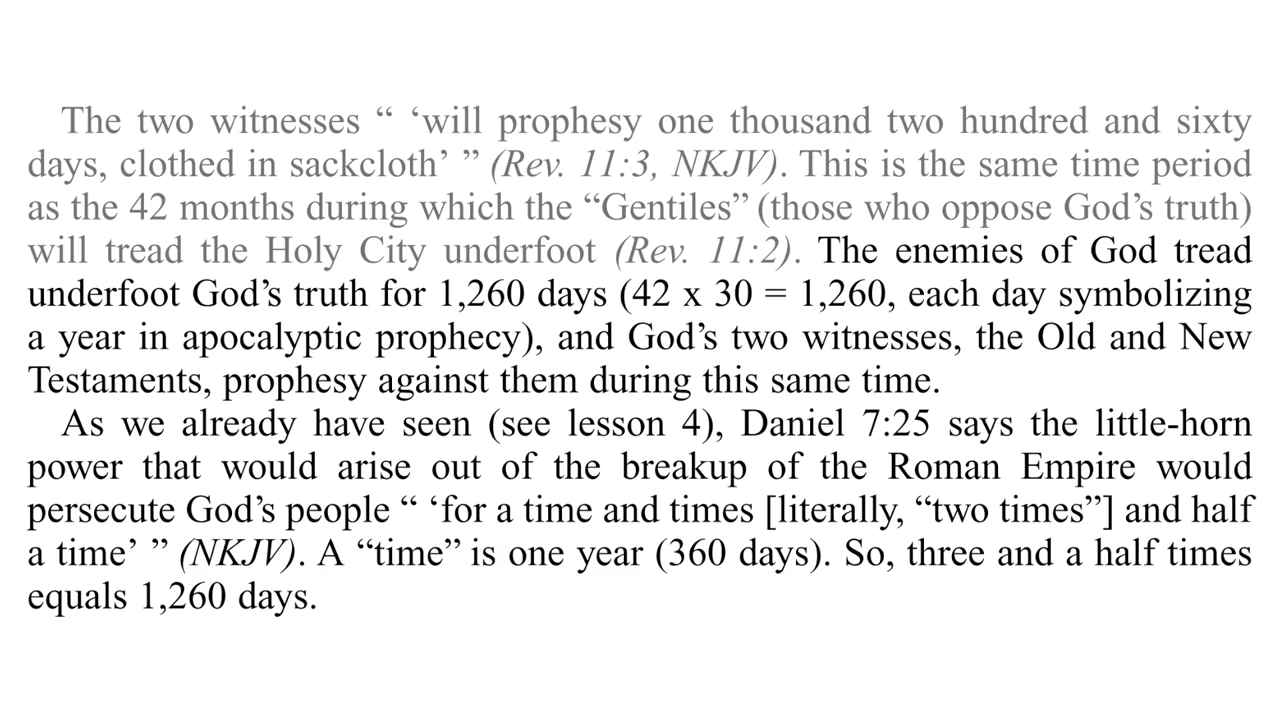 The two witnesses “ ‘will prophesy one thousand two hundred and sixty
days, clothed in sackcloth’ ” (Rev. 11:3, NKJV). This is the same time period
as the 42 months during which the “Gentiles” (those who oppose God’s truth)
will tread the Holy City underfoot (Rev. 11:2). The enemies of God tread
underfoot God’s truth for 1,260 days (42 x 30 = 1,260, each day symbolizing
a year in apocalyptic prophecy), and God’s two witnesses, the Old and New
Testaments, prophesy against them during this same time.
As we already have seen (see lesson 4), Daniel 7:25 says the little-horn
power that would arise out of the breakup of the Roman Empire would
persecute God’s people “ ‘for a time and times [literally, “two times”] and half
a time’ ” (NKJV). A “time” is one year (360 days). So, three and a half times
equals 1,260 days.